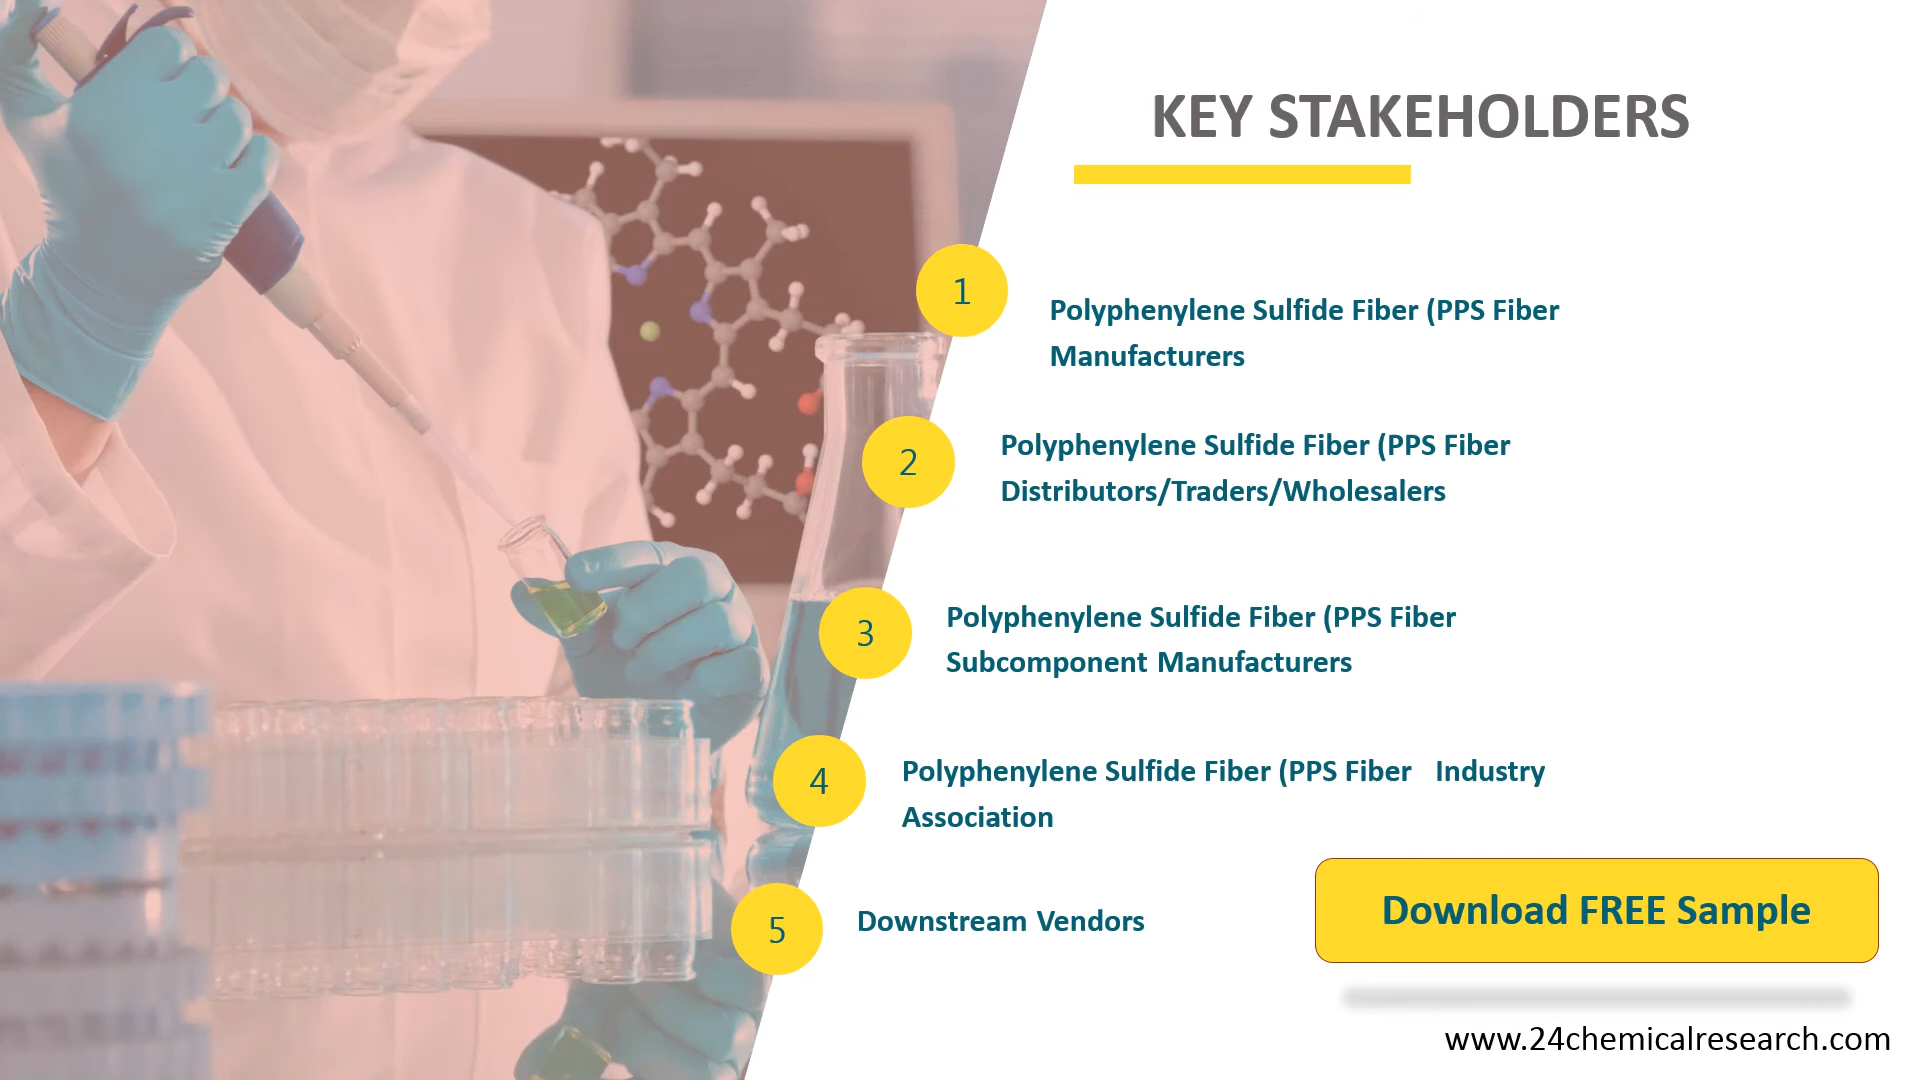 KEY STAKEHOLDERS
1
Polyphenylene Sulfide Fiber (PPS Fiber
Manufacturers
2
Polyphenylene Sulfide Fiber (PPS Fiber
Distributors/Traders/Wholesalers
3
Polyphenylene Sulfide Fiber (PPS Fiber
Subcomponent Manufacturers
4
Polyphenylene Sulfide Fiber (PPS Fiber Industry
Association
5
Downstream Vendors
Download FREE Sample
www.24chemicalresearch.com